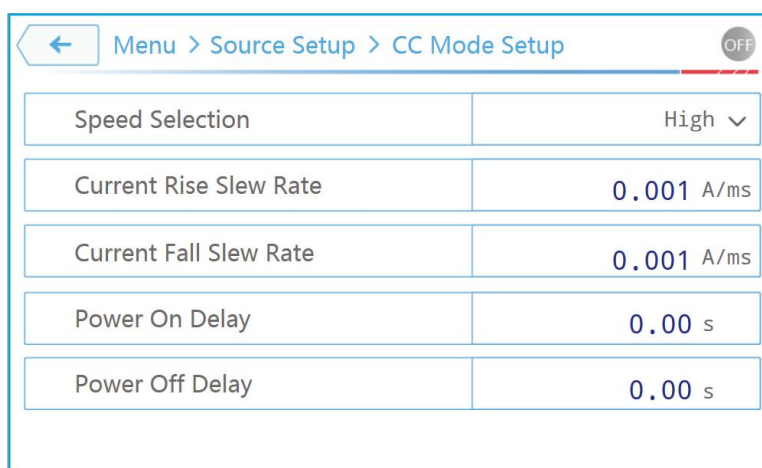 ← Menu > Source Setup > CC Mode Setup OFF
Speed Selection High
Current Rise Slew Rate 0.001 A/ms
Current Fall Slew Rate 0.001 A/ms
Power On Delay 0.00 s
Power Off Delay 0.00 s